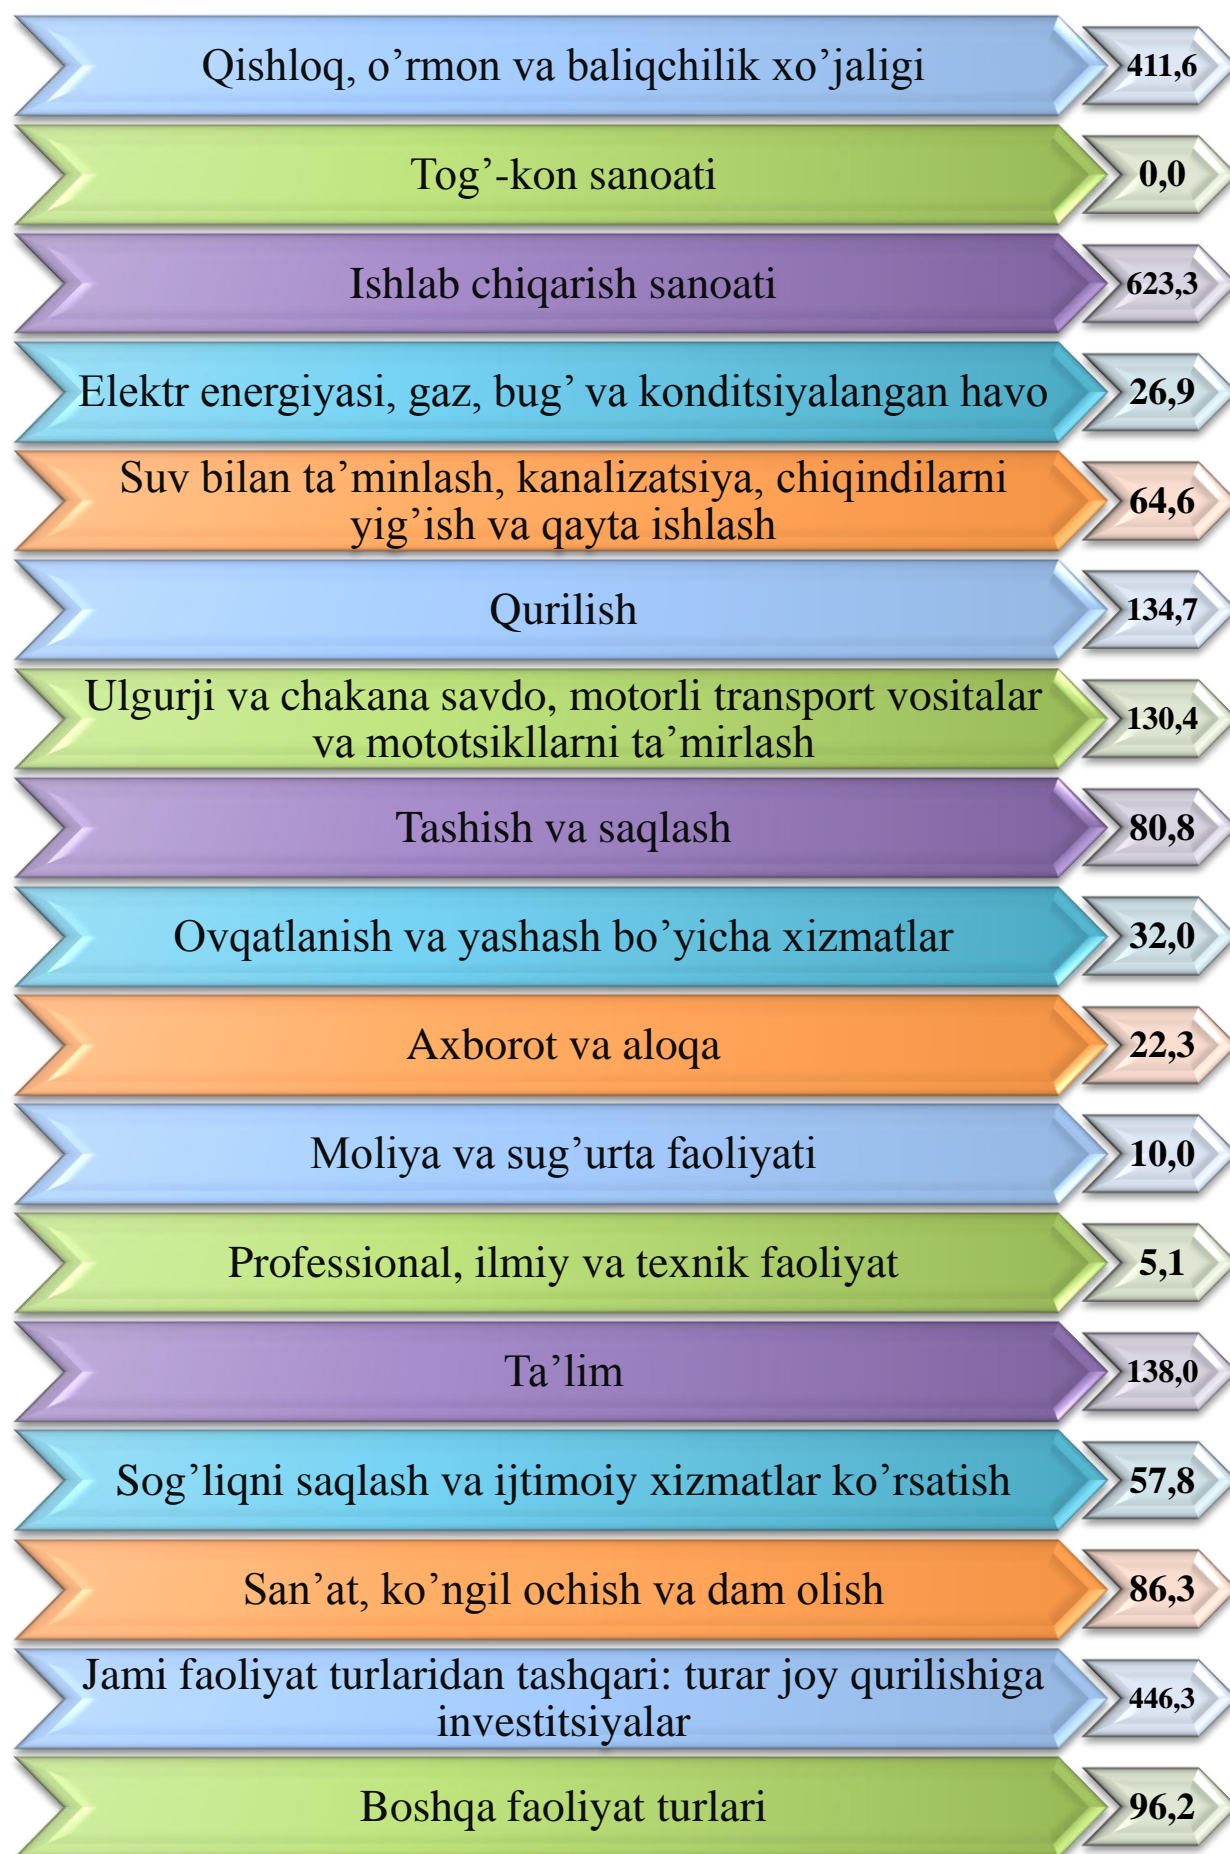 Qishloq, o’rmon va baliqchilik xo’jaligi
411,6
Tog’-kon sanoati
0,0
Ishlab chiqarish sanoati
623,3
Elektr energiyasi, gaz, bug’ va konditsiyalangan havo
26,9
Suv bilan ta’minlash, kanalizatsiya, chiqindilarni
yig’ish va qayta ishlash
64,6
Qurilish
134,7
Ulgurji va chakana savdo, motorli transport vositalar
va mototsikllarni ta’mirlash
130,4
Tashish va saqlash
80,8
Ovqatlanish va yashash bo’yicha xizmatlar
32,0
Axborot va aloqa
22,3
Moliya va sug’urta faoliyati
10,0
Professional, ilmiy va texnik faoliyat
5,1
Ta’lim
138,0
Sog’liqni saqlash va ijtimoiy xizmatlar ko’rsatish
57,8
San’at, ko’ngil ochish va dam olish
86,3
Jami faoliyat turlaridan tashqari: turar joy qurilishiga
investitsiyalar
446,3
Boshqa faoliyat turlari
96,2